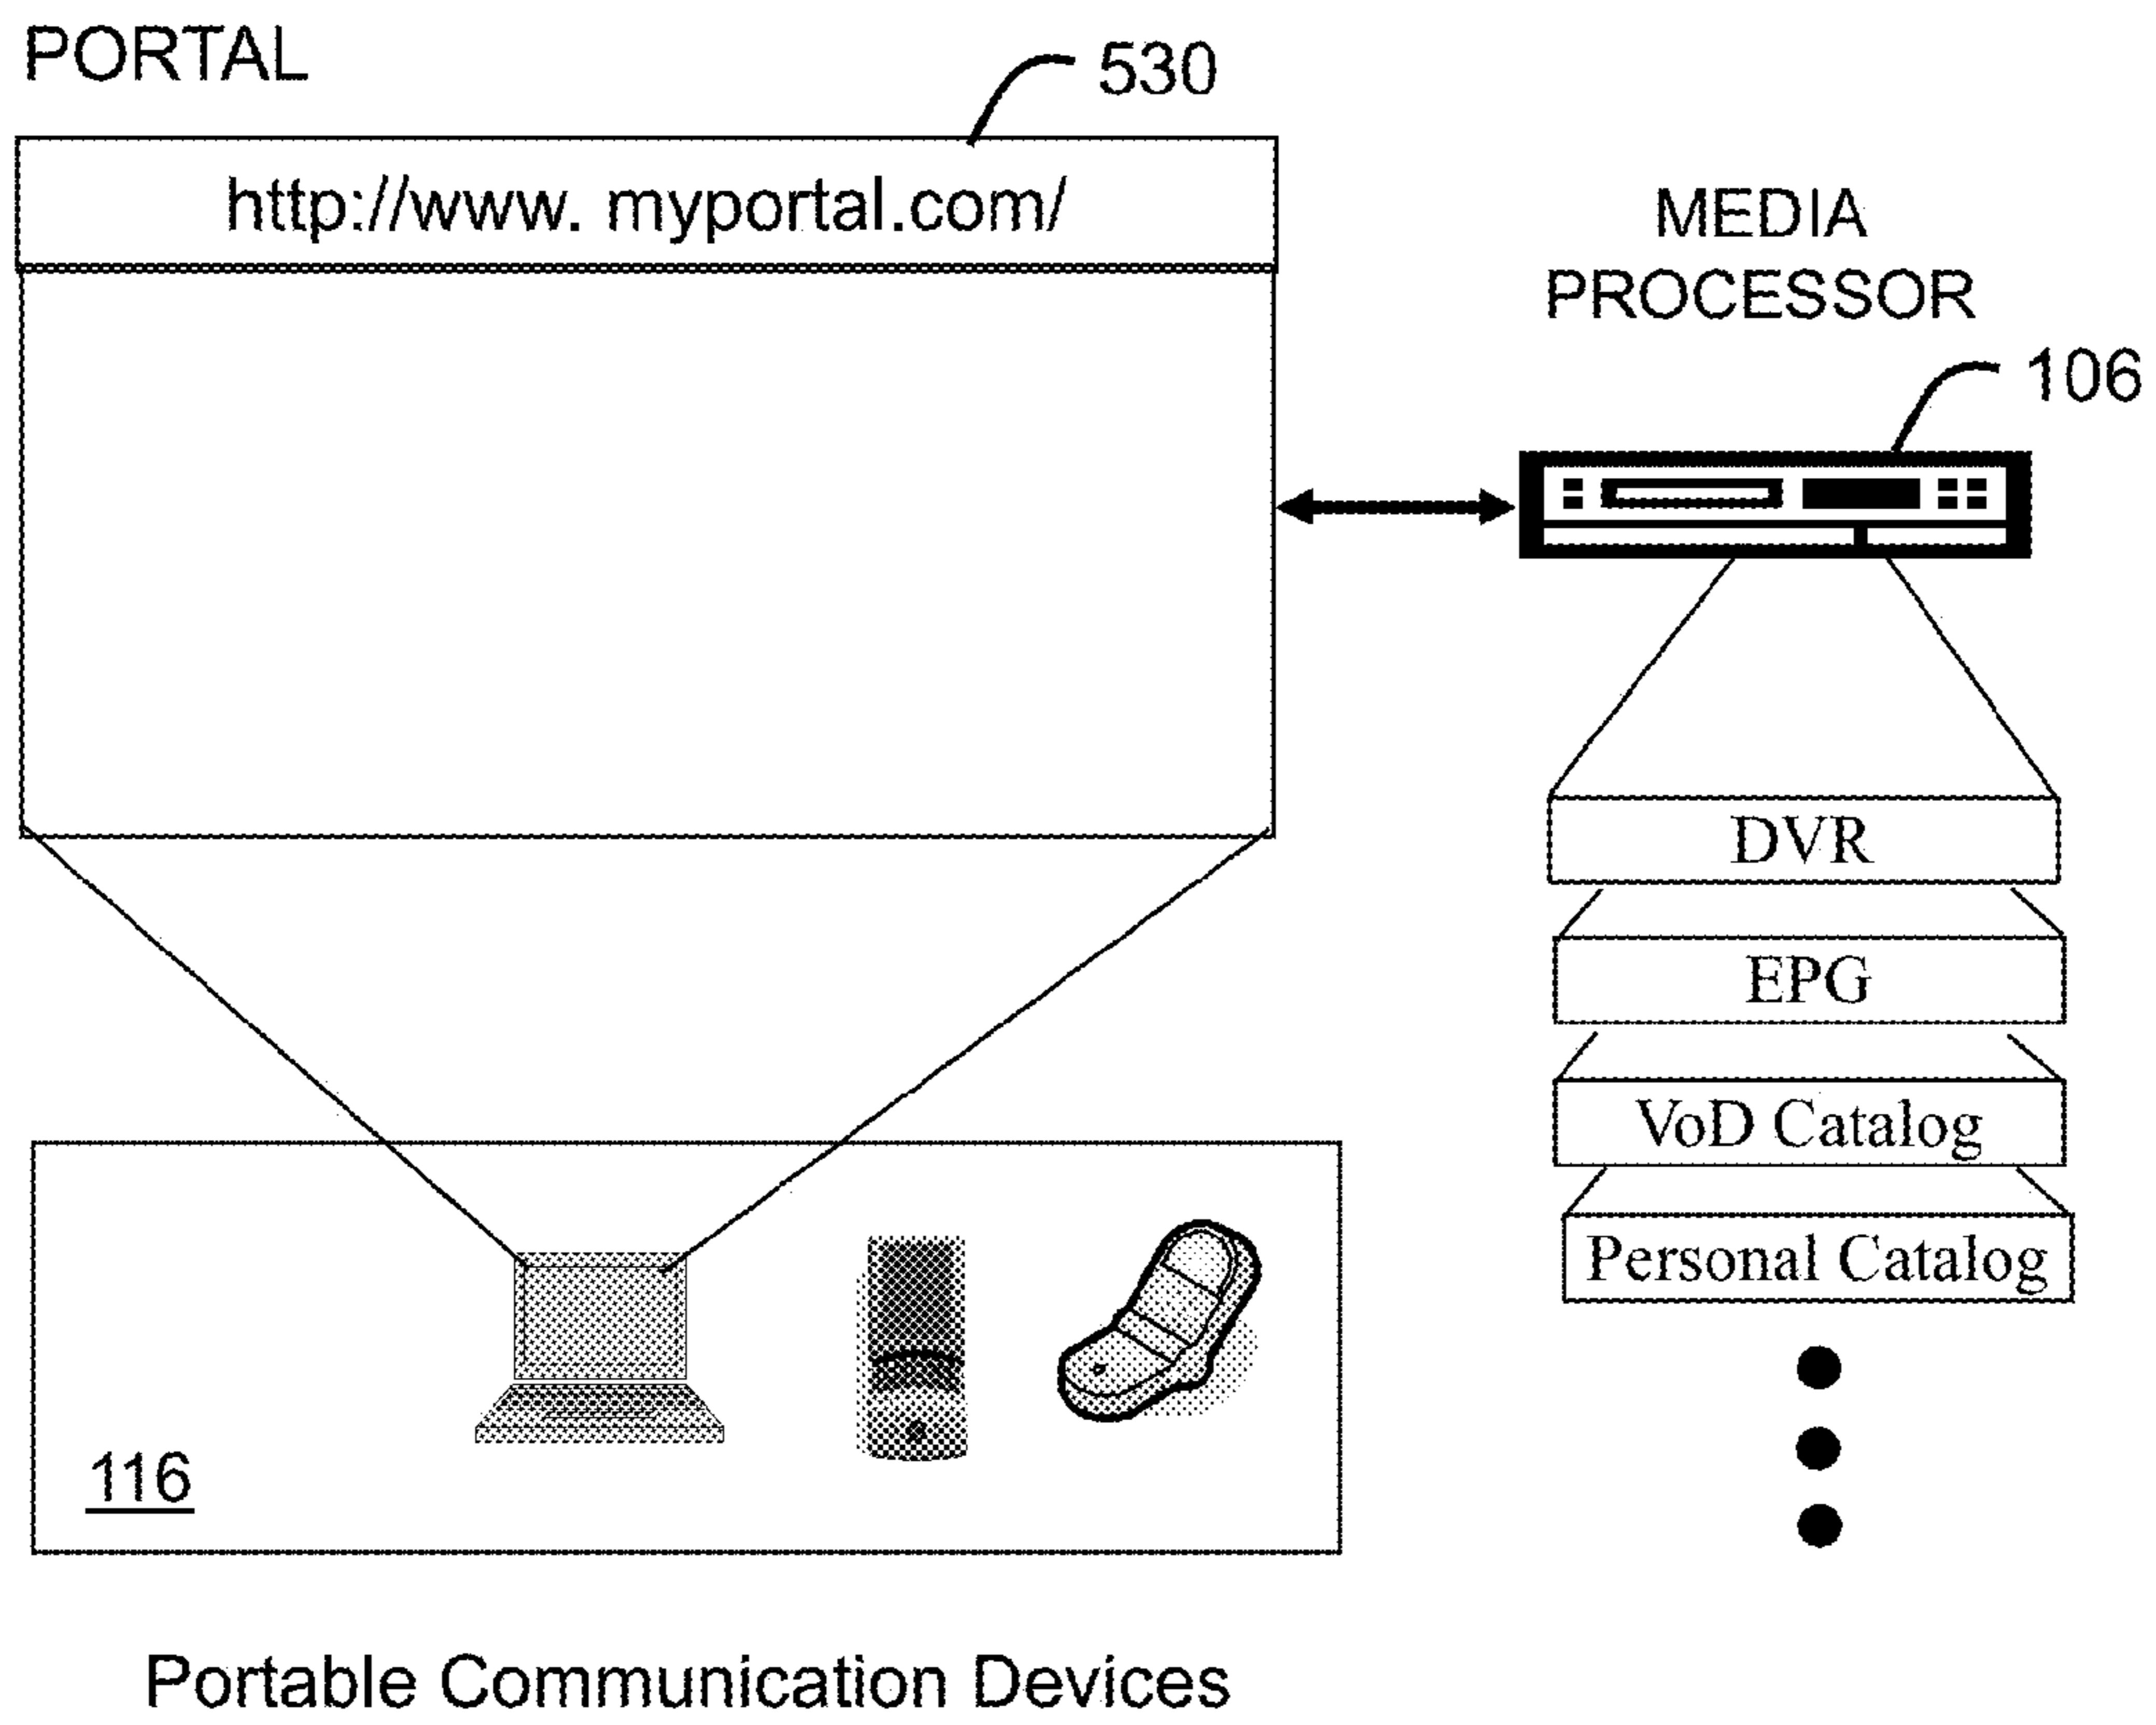 PORTAL
530
http://www. myportal.com/
MEDIA
PROCESSOR
106
DVR
EPG
VoD Catalog
Personal Catalog
116
Portable Communication Devices